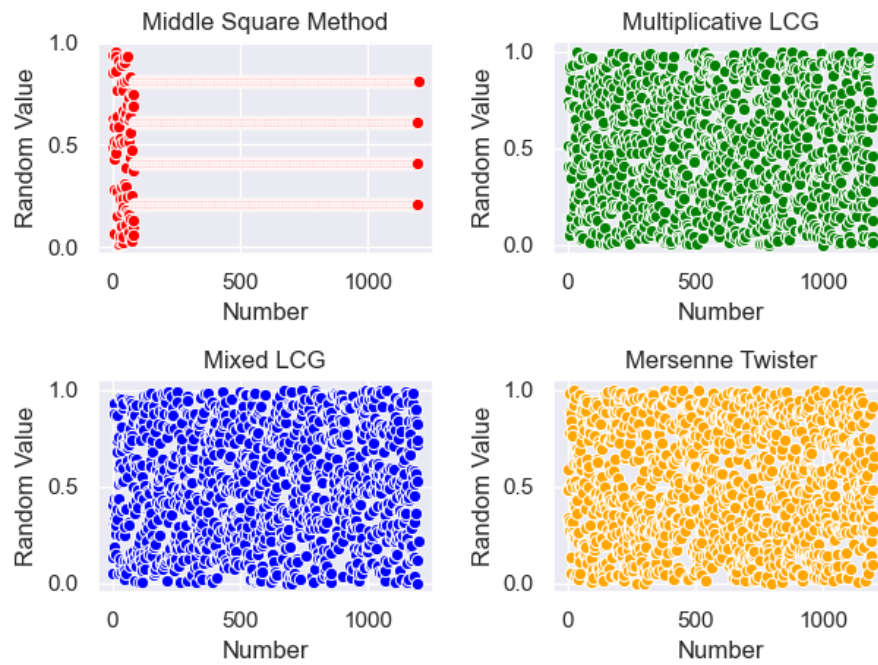 Middle Square Method
1.0
0.5
0.0
Random Value
0
500
1000
Number
Multiplicative LCG
1.0
0.5
0.0
Random Value
0
500
1000
Number
Mixed LCG
1.0
0.5
0.0
Random Value
0
500
1000
Number
Mersenne Twister
1.0
0.5
0.0
Random Value
0
500
1000
Number